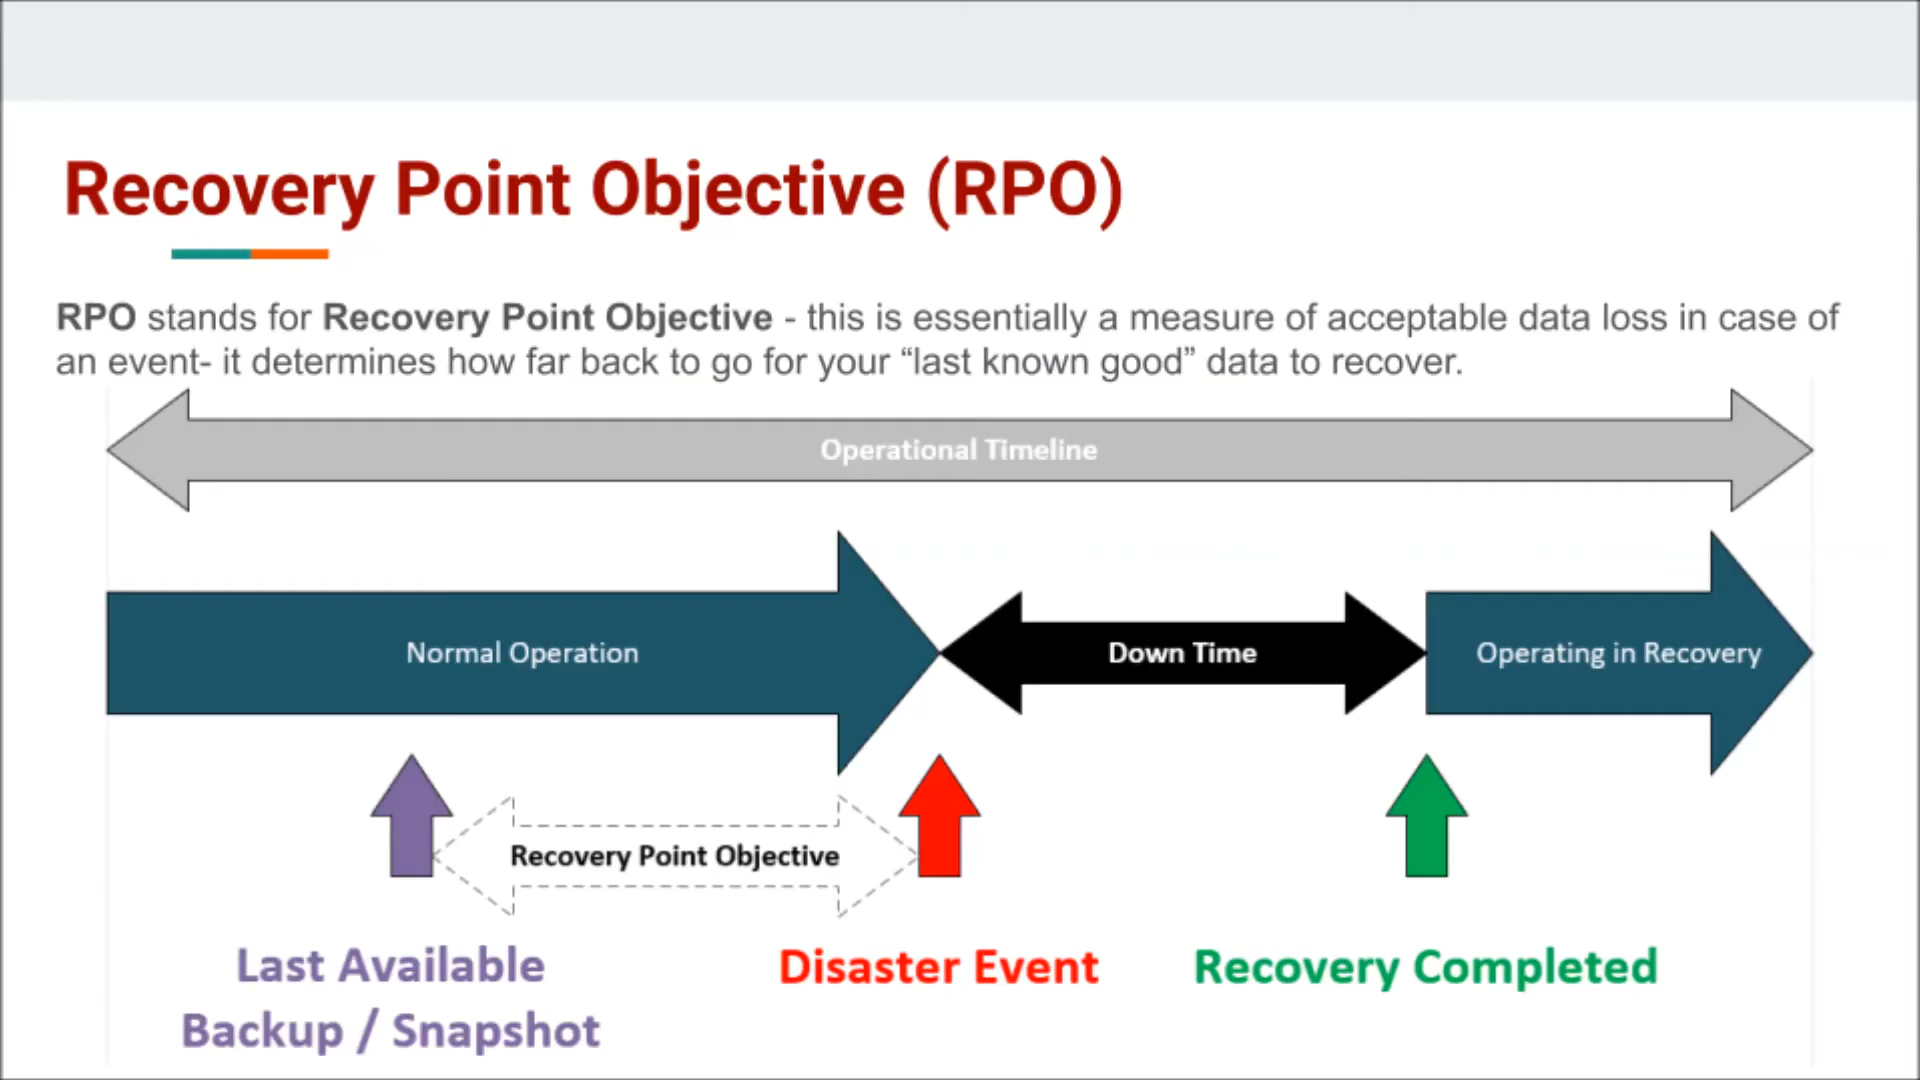 Recovery Point Objective (RPO)
RPO stands for Recovery Point Objective - this is essentially a measure of acceptable data loss in case of
an event- it determines how far back to go for your “last known good” data to recover.
Operational Timeline
Normal Operation
Down Time
Operating in Recovery
Recovery Point Objective
Last Available
Backup / Snapshot
Disaster Event
Recovery Completed